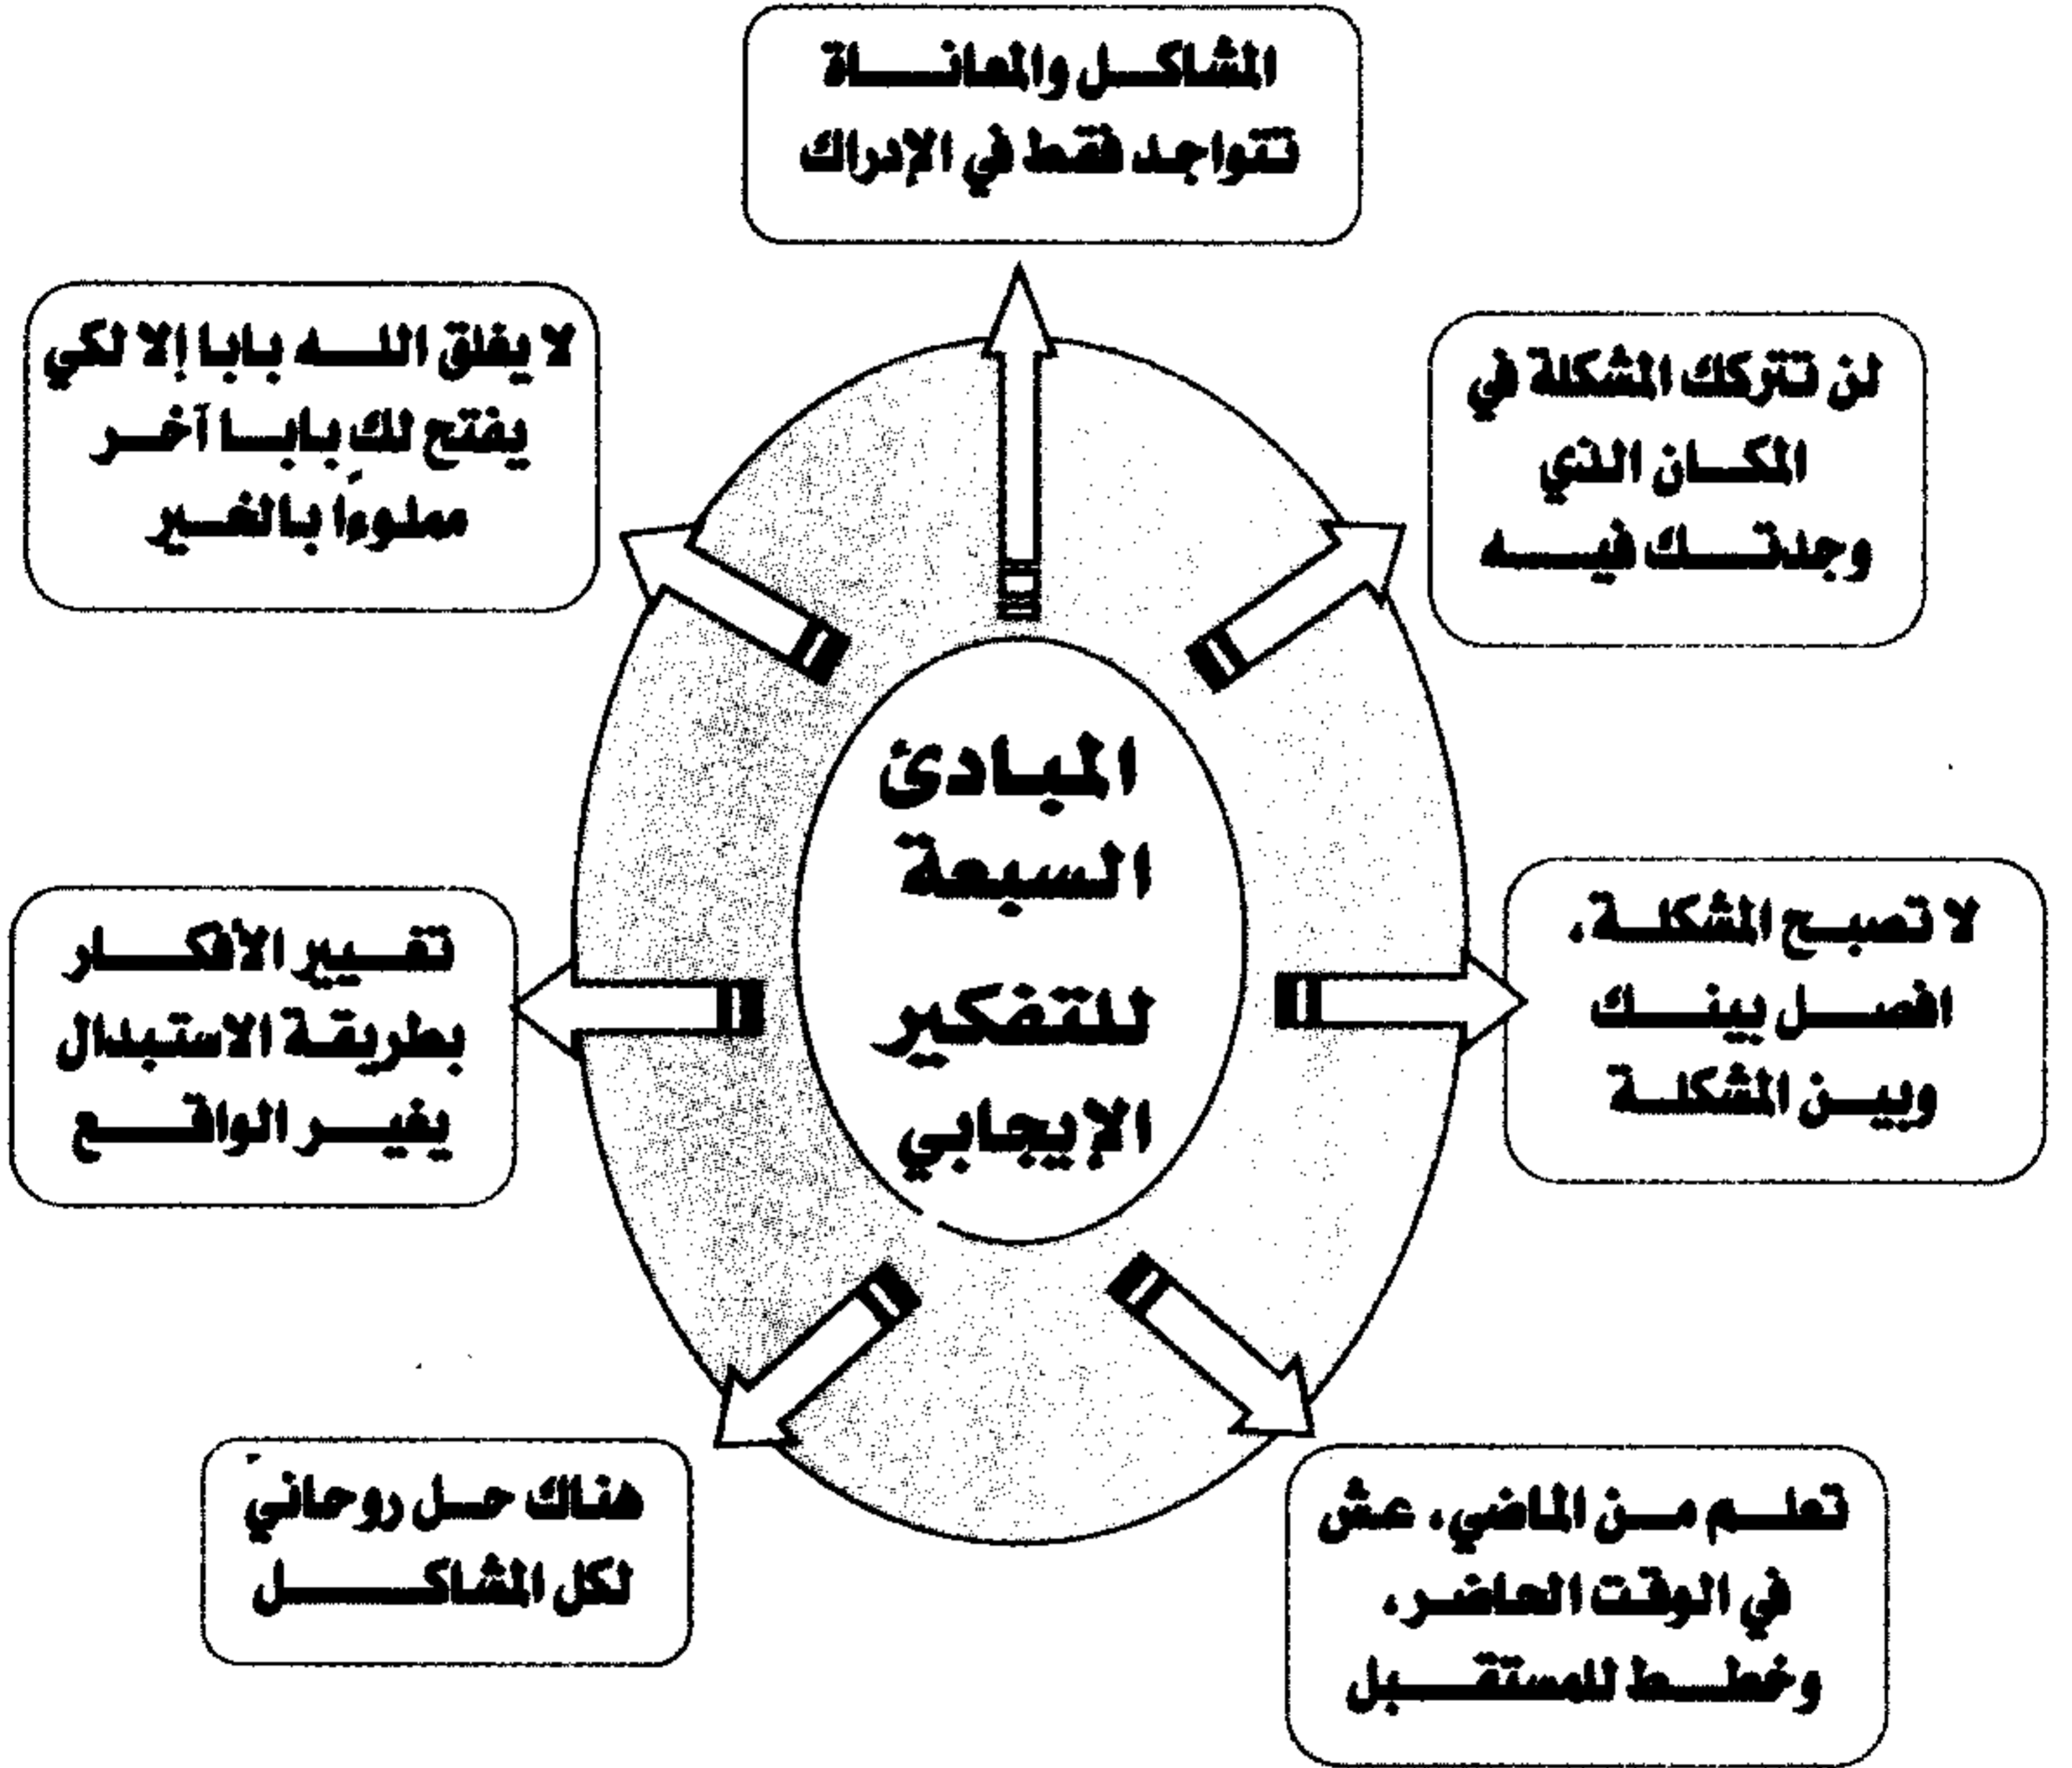 المشاكل والمعاناة
تتواجد فقط في الإدراك
لن تتركك المشكلة في
المكان الذي
وجدتك فيه
لا يغلق الله بابا إلا لكي
يفتح لك بابا آخر
مملوءا بالخير
المبادئ
السبعة
للتفكير
الإيجابي
لا تصبح المشكلة،
افصل بينك
وبين المشكلة
تغيير الأفكار
بطريقة الاستبدال
يغير الواقع
تعلم من الماضي، عش
في الوقت الحاضر،
وخطط للمستقبل
هناك حل روحاني
لكل المشاكل